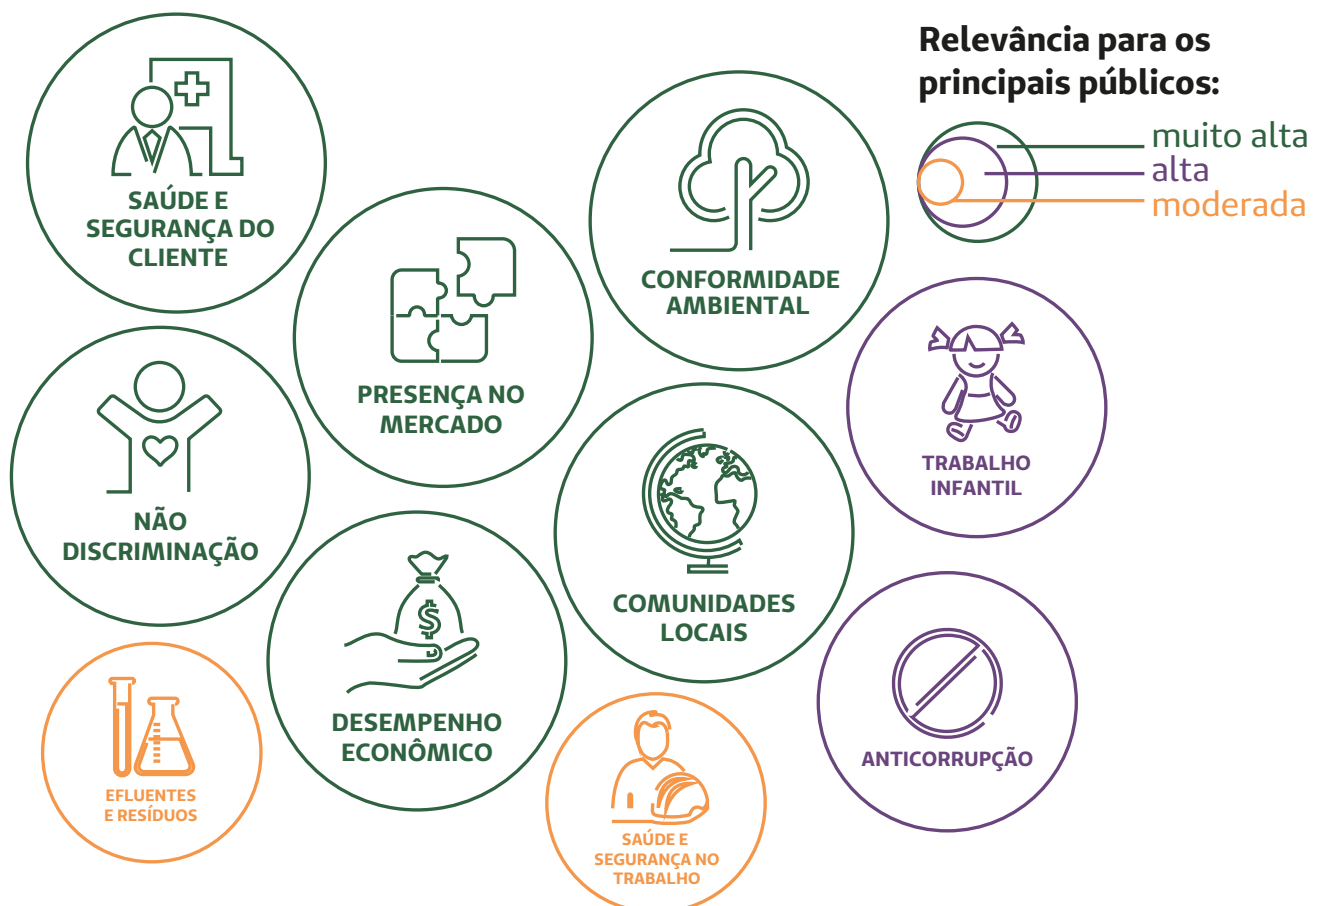 Relevância para os
principais públicos:
muito alta
alta
moderada
SAÚDE E
SEGURANÇA DO
CLIENTE
CONFORMIDADE
AMBIENTAL
PRESENÇA NO
MERCADO
TRABALHO
INFANTIL
NÃO
DISCRIMINAÇÃO
COMUNIDADES
LOCAIS
DESEMPENHO
ECONÔMICO
$
ANTICORRUPÇÃO
EFLUENTES
E RESÍDUOS
SAÚDE E
SEGURANÇA NO
TRABALHO